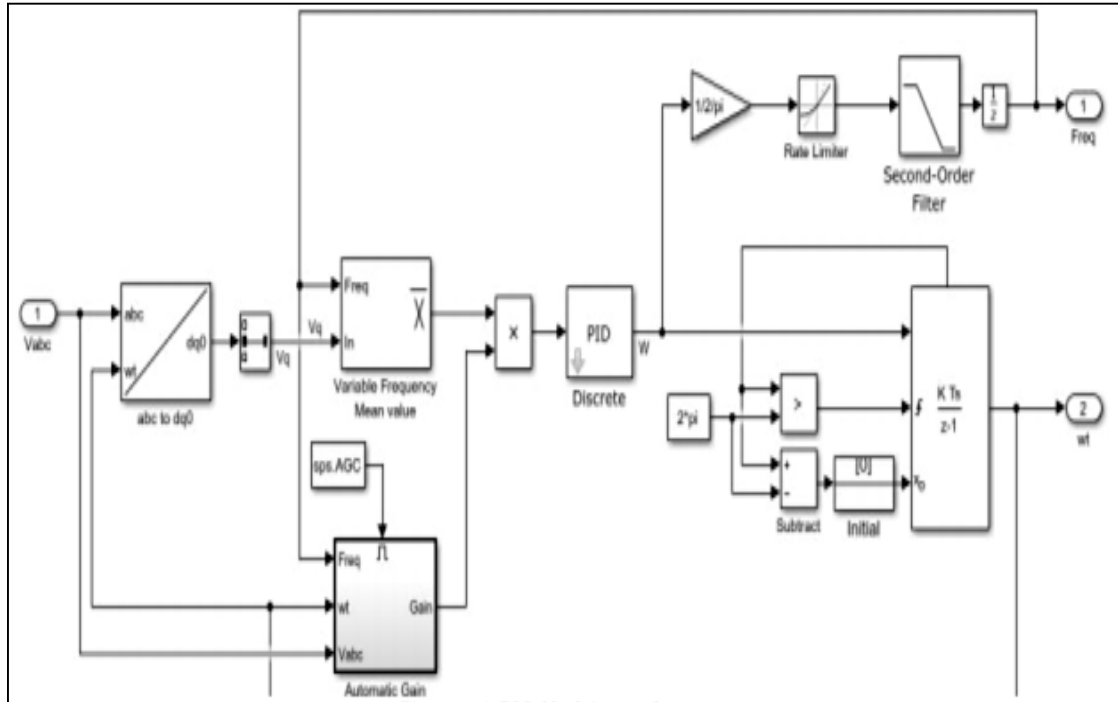 1/2/pi
1
z
1
Freq
Rate Limiter
Second-Order
Filter
1
Vabc
abc
wt
dq0
abc to dq0
Vq
Vq
Freq
In
X
Variable Frequency
Mean value
×
PID
Discrete
W
2*pi
>
+
−
Subtract
[0]
Initial
K Ts
z-1
x0
2
wt
sps.AGC
Freq
wt
Vabc
Gain
Automatic Gain